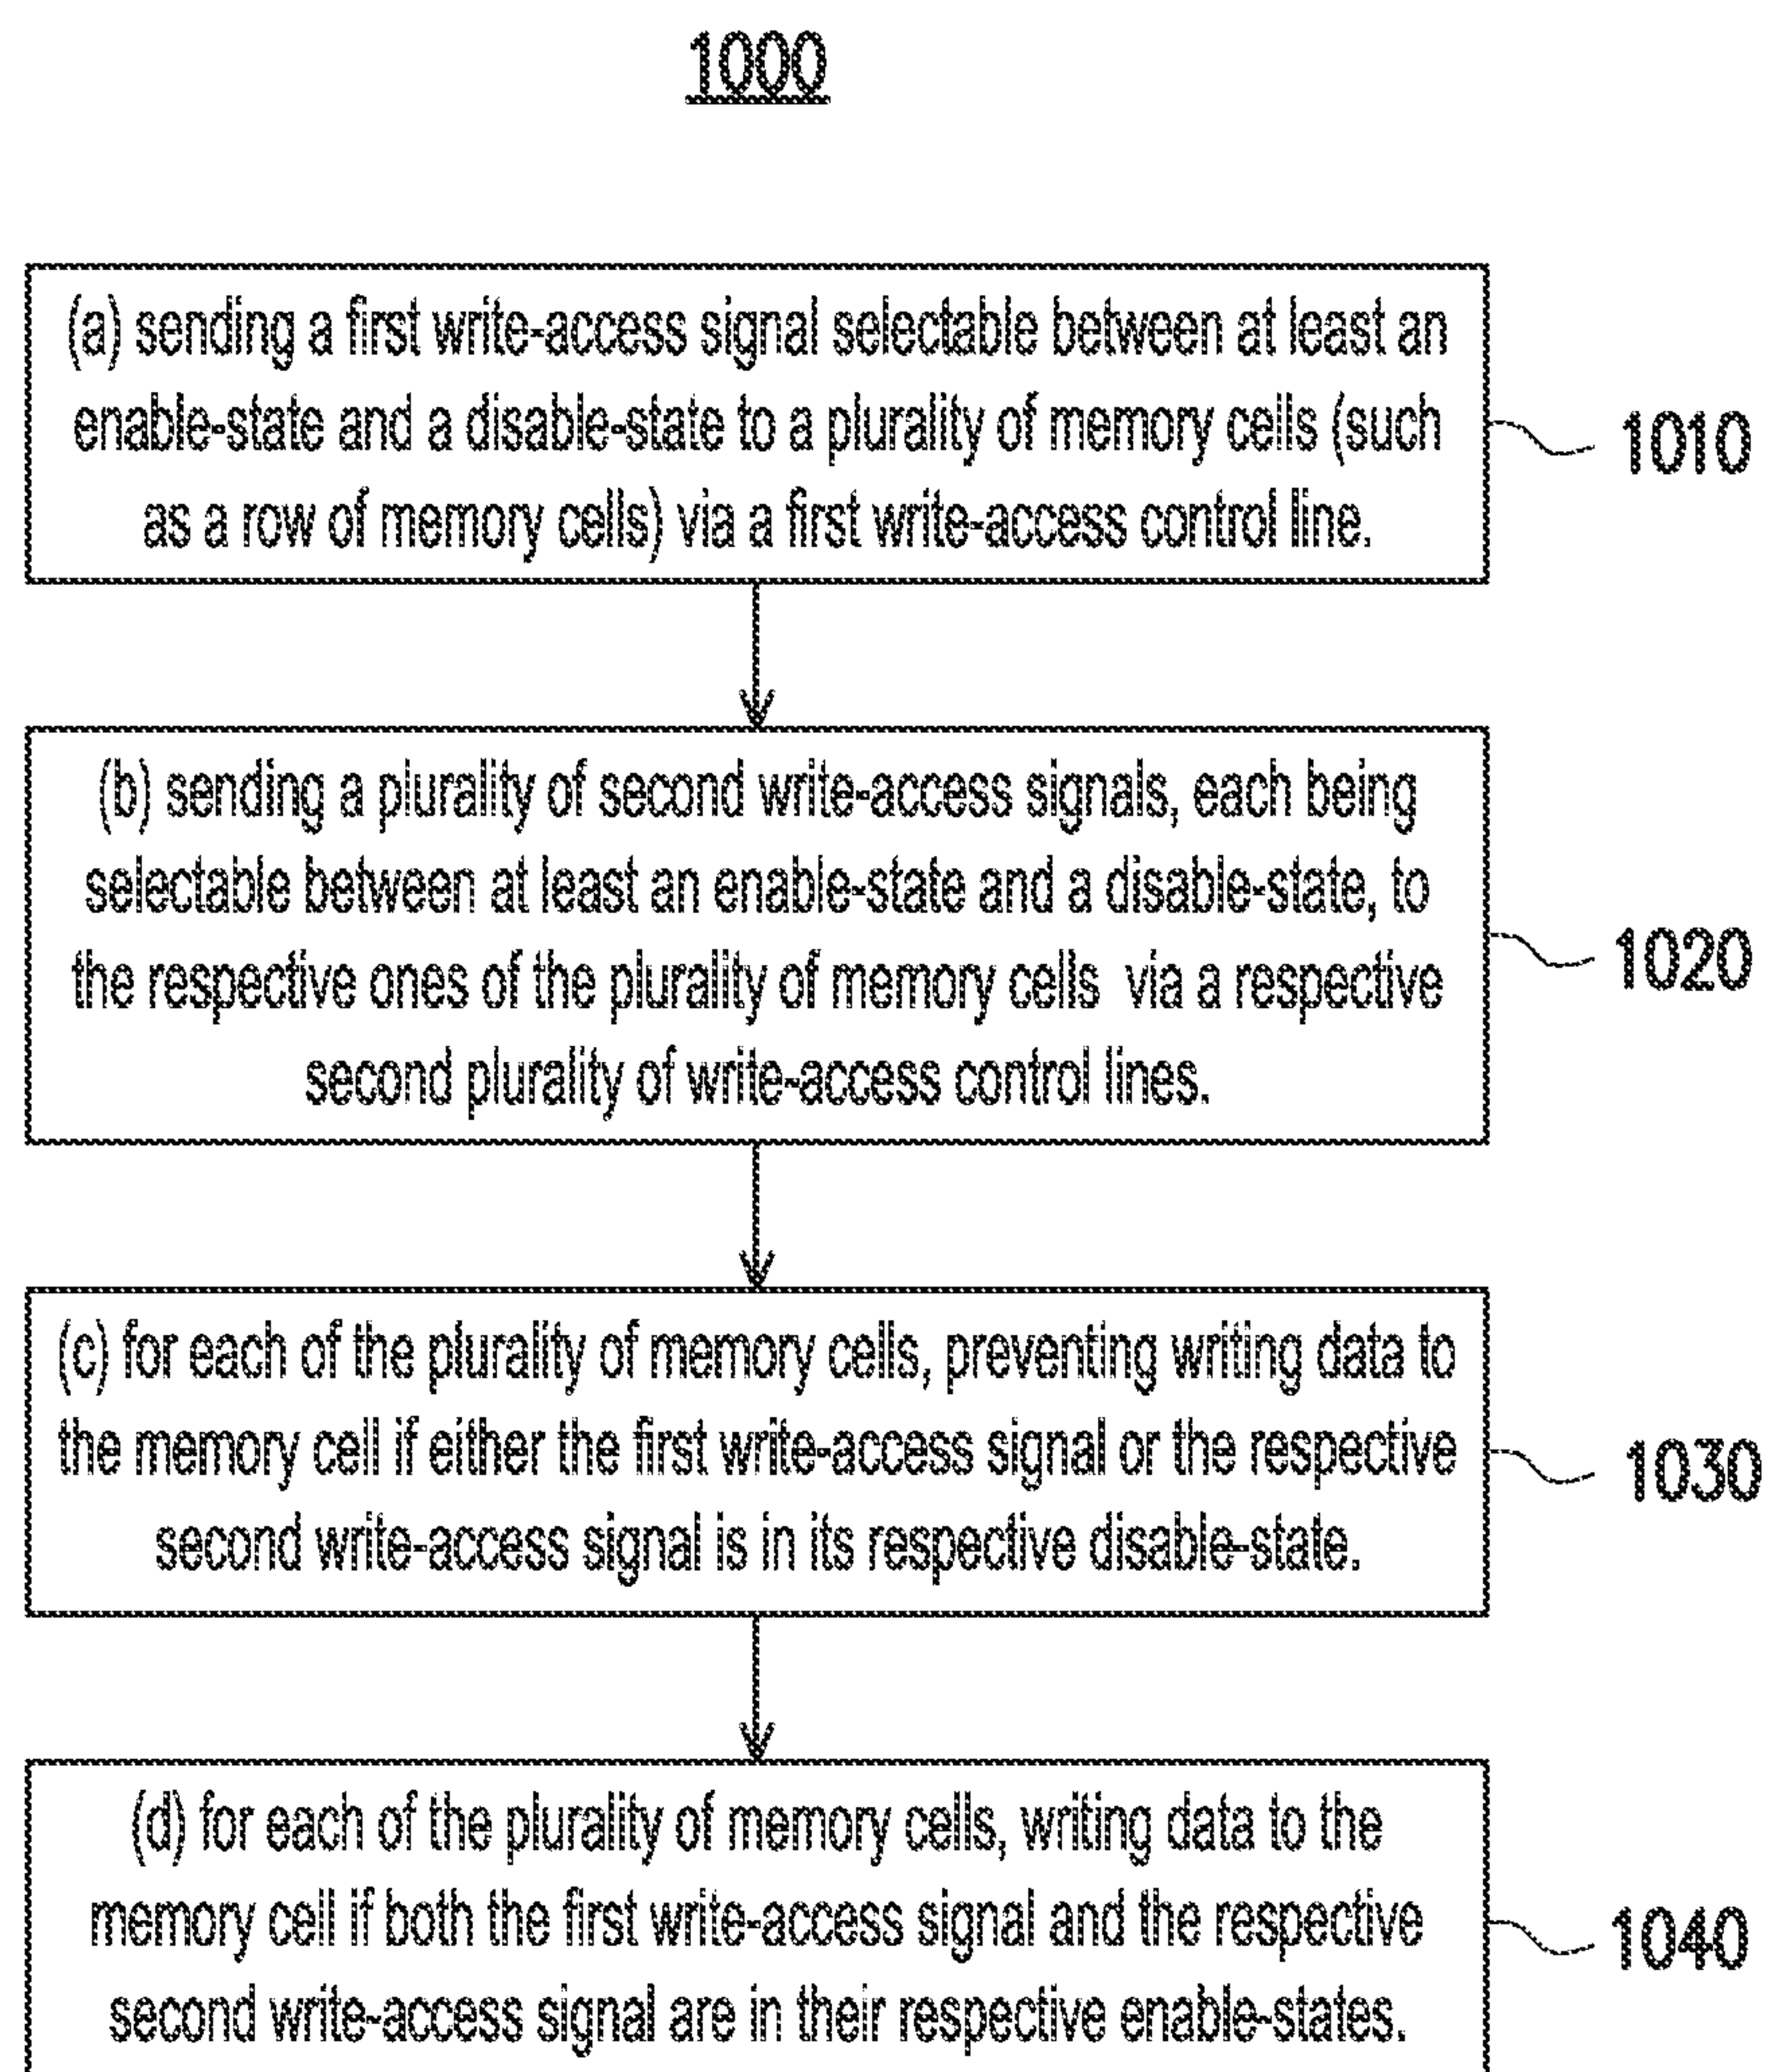 1000
(a) sending a first write-access signal selectable between at least an
enable-state and a disable-state to a plurality of memory cells (such
as a row of memory cells) via a first write-access control line.
1010
(b) sending a plurality of second write-access signals, each being
selectable between at least an enable-state and a disable-state, to
the respective ones of the plurality of memory cells via a respective
second plurality of write-access control lines.
1020
(c) for each of the plurality of memory cells, preventing writing data to
the memory cell if either the first write-access signal or the respective
second write-access signal is in its respective disable-state.
1030
(d) for each of the plurality of memory cells, writing data to the
memory cell if both the first write-access signal and the respective
second write-access signal are in their respective enable-states.
1040